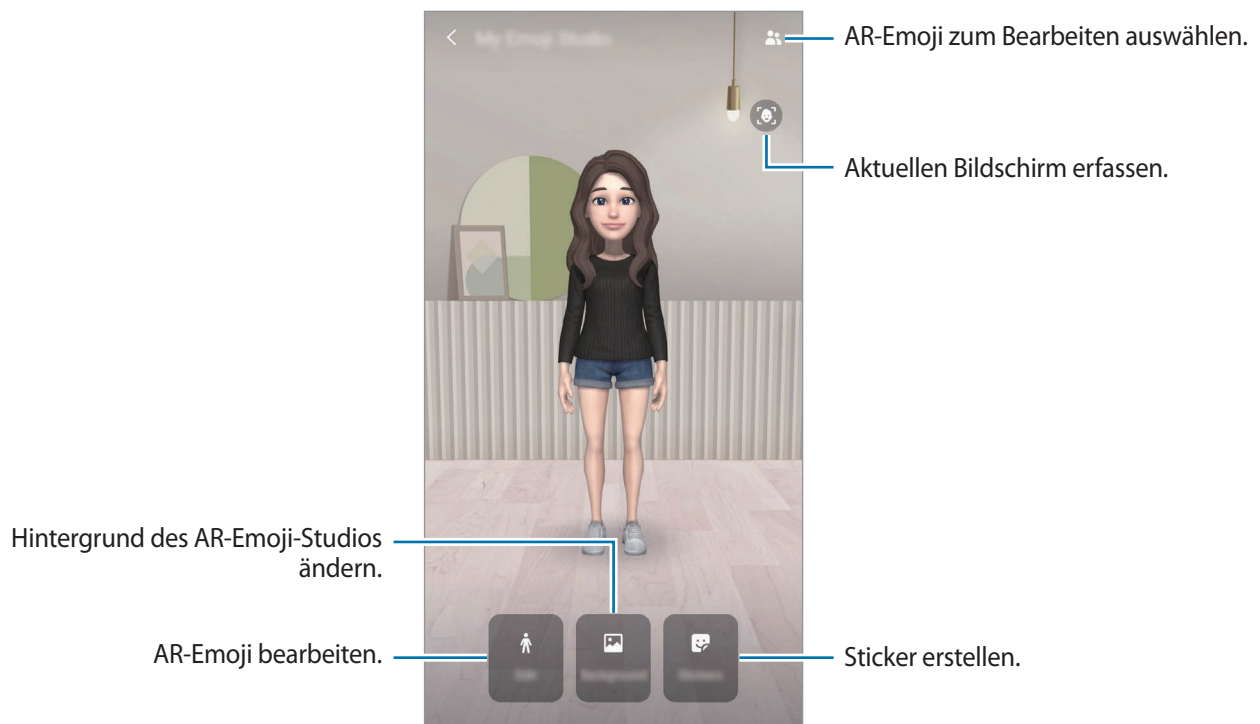 AR-Emoji zum Bearbeiten auswählen.
Aktuellen Bildschirm erfassen.
Hintergrund des AR-Emoji-Studios
ändern.
AR-Emoji bearbeiten.
Sticker erstellen.